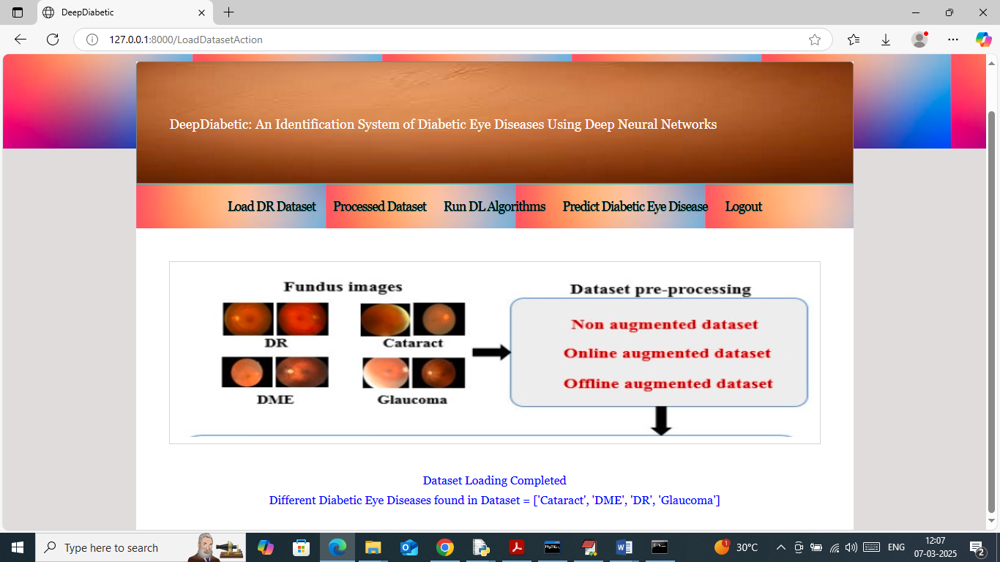 DeepDiabetic
127.0.0.1:8000/LoadDatasetAction
DeepDiabetic: An Identification System of Diabetic Eye Diseases Using Deep Neural Networks
Load DR Dataset Processed Dataset Run DL Algorithms Predict Diabetic Eye Disease Logout
Fundus images
DR
Cataract
DME
Glaucoma
Dataset pre-processing
Non augmented dataset
Online augmented dataset
Offline augmented dataset
Dataset Loading Completed
Different Diabetic Eye Diseases found in Dataset = ['Cataract', 'DME', 'DR', 'Glaucoma']
Type here to search
1
30°C
ENG
12:07
07-03-2025
2